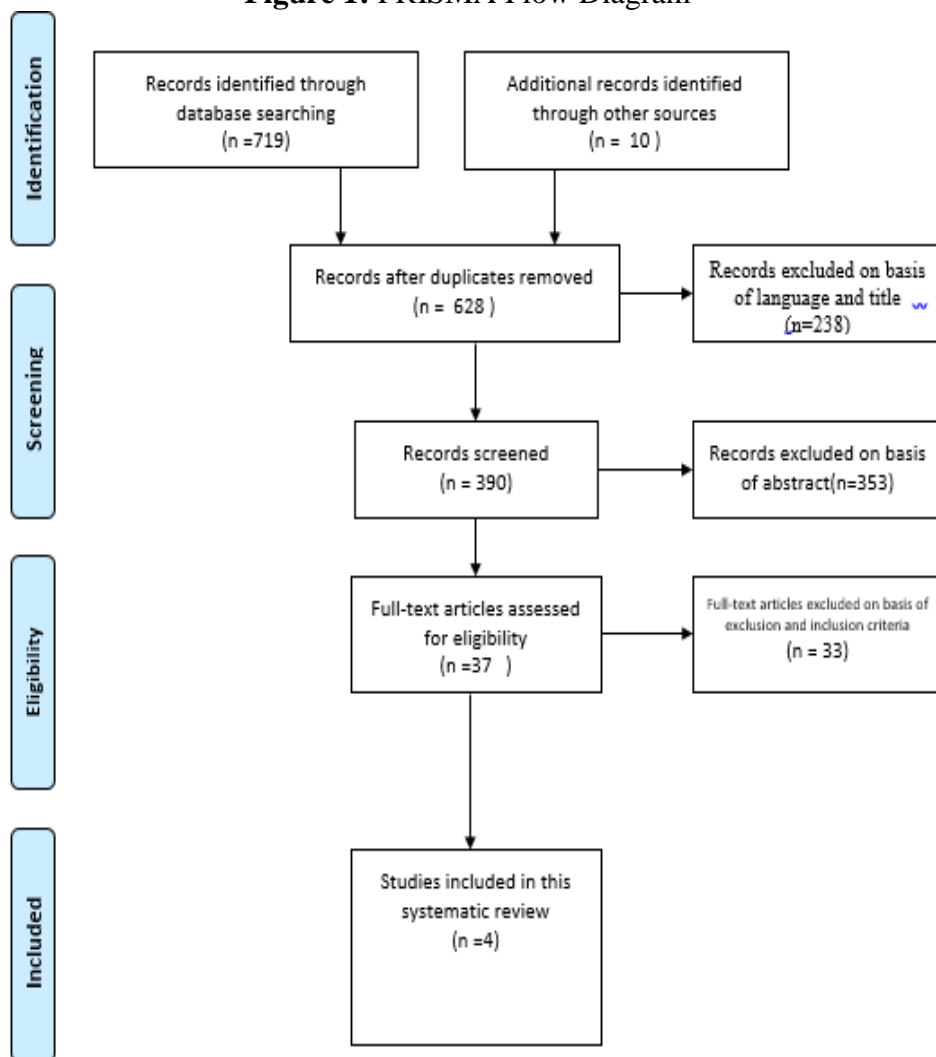 Figure 1. PRISMA Flow Diagram
Identification
Records identified through
database searching
(n =719)
Additional records identified
through other sources
(n = 10 )
Records after duplicates removed
(n = 628 )
Records excluded on basis
of language and title
(n=238)
Screening
Records screened
(n = 390)
Records excluded on basis
of abstract(n=353)
Eligibility
Full-text articles assessed
for eligibility
(n =37 )
Full-text articles excluded on basis of
exclusion and inclusion criteria
(n = 33)
Included
Studies included in this
systematic review
(n =4)